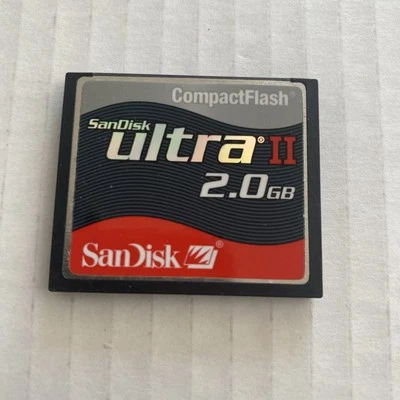 CompactFlash®
SanDisk
ultra® II
2.0GB
SanDisk